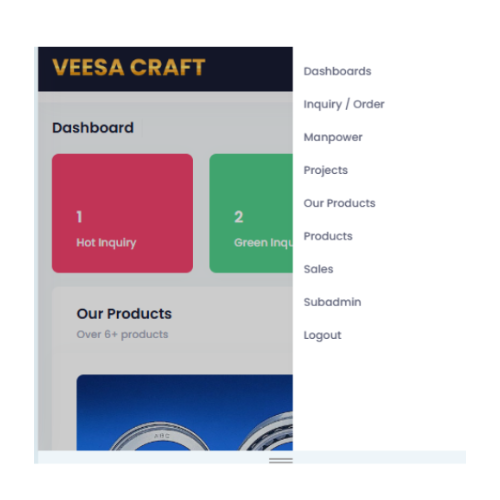 VEESA CRAFT
Dashboard
1
Hot Inquiry
2
Green Inqu
Our Products
Over 6+ products
ARB
Dashboards
Inquiry / Order
Manpower
Projects
Our Products
Products
Sales
Subadmin
Logout